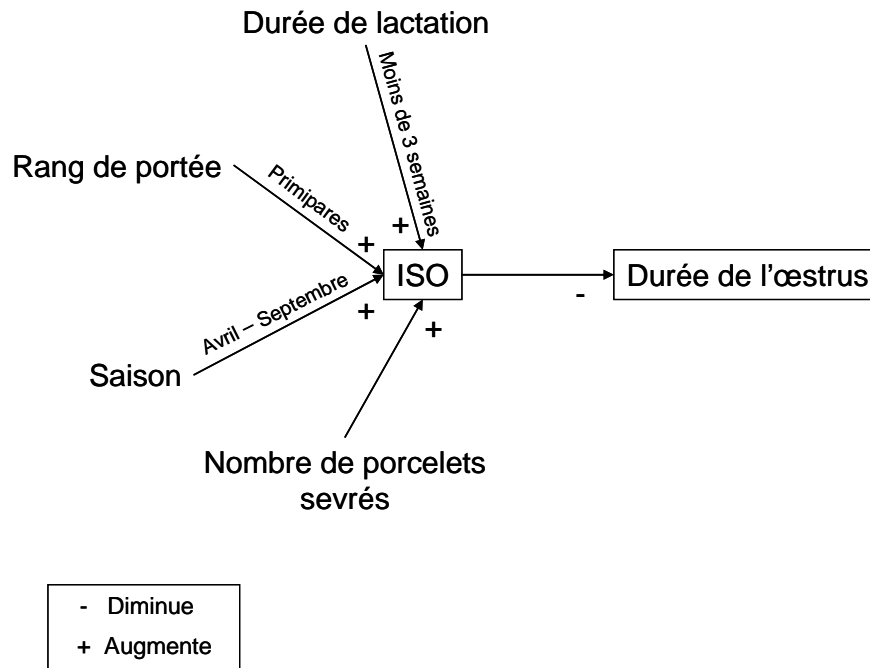 Durée de lactation
Moins de 3 semaines
Rang de portée
Primipares
+
+
ISO
Durée de l'œstrus
-
Avril – Septembre
+
+
Saison
Nombre de porcelets
sevrés
- Diminue
+ Augmente